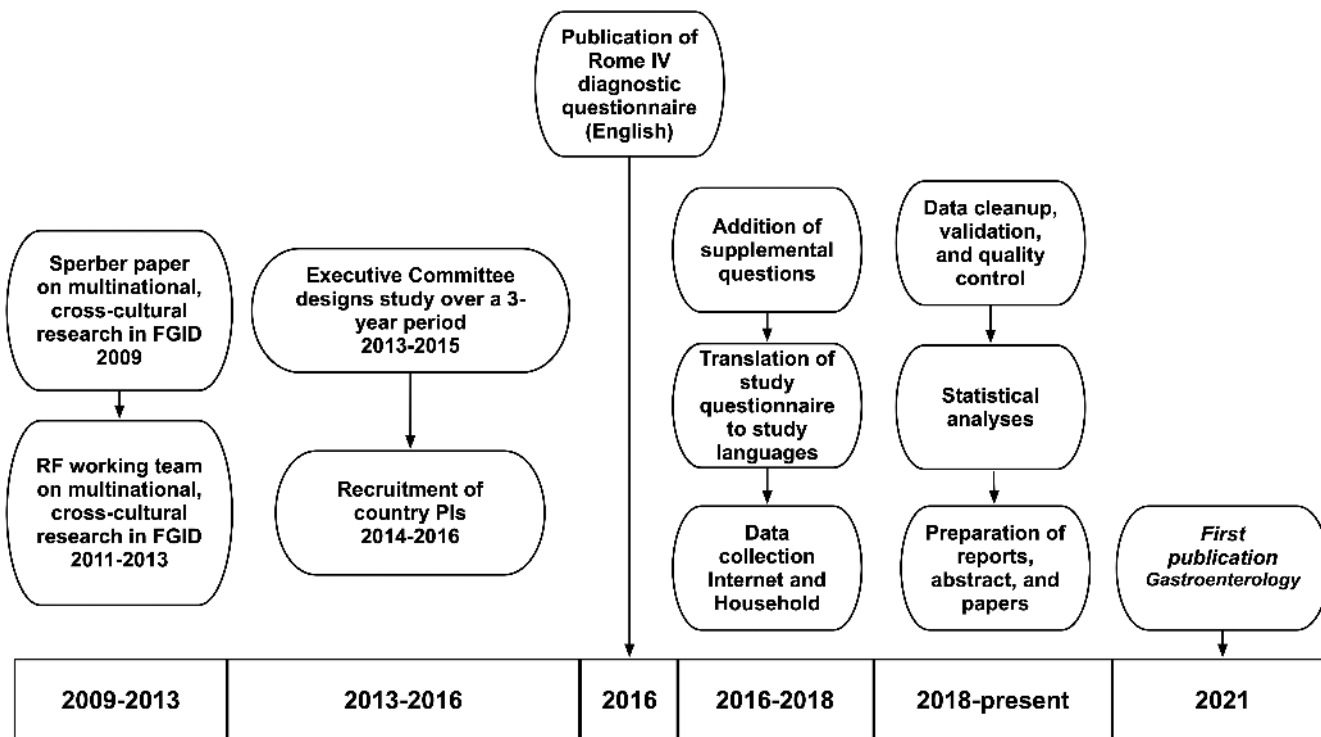 Publication of
Rome IV
diagnostic
questionnaire
(English)
Sperber paper
on multinational,
cross-cultural
research in FGID
2009
RF working team
on multinational,
cross-cultural
research in FGID
2011-2013
Executive Committee
designs study over a 3-
year period
2013-2015
Recruitment of
country PIs
2014-2016
Addition of
supplemental
questions
Translation of
study
questionnaire
to study
languages
Data
collection
Internet and
Household
Data cleanup,
validation,
and quality
control
Statistical
analyses
Preparation of
reports,
abstract, and
papers
First
publication
Gastroenterology
2009-2013
2013-2016
2016
2016-2018
2018-present
2021